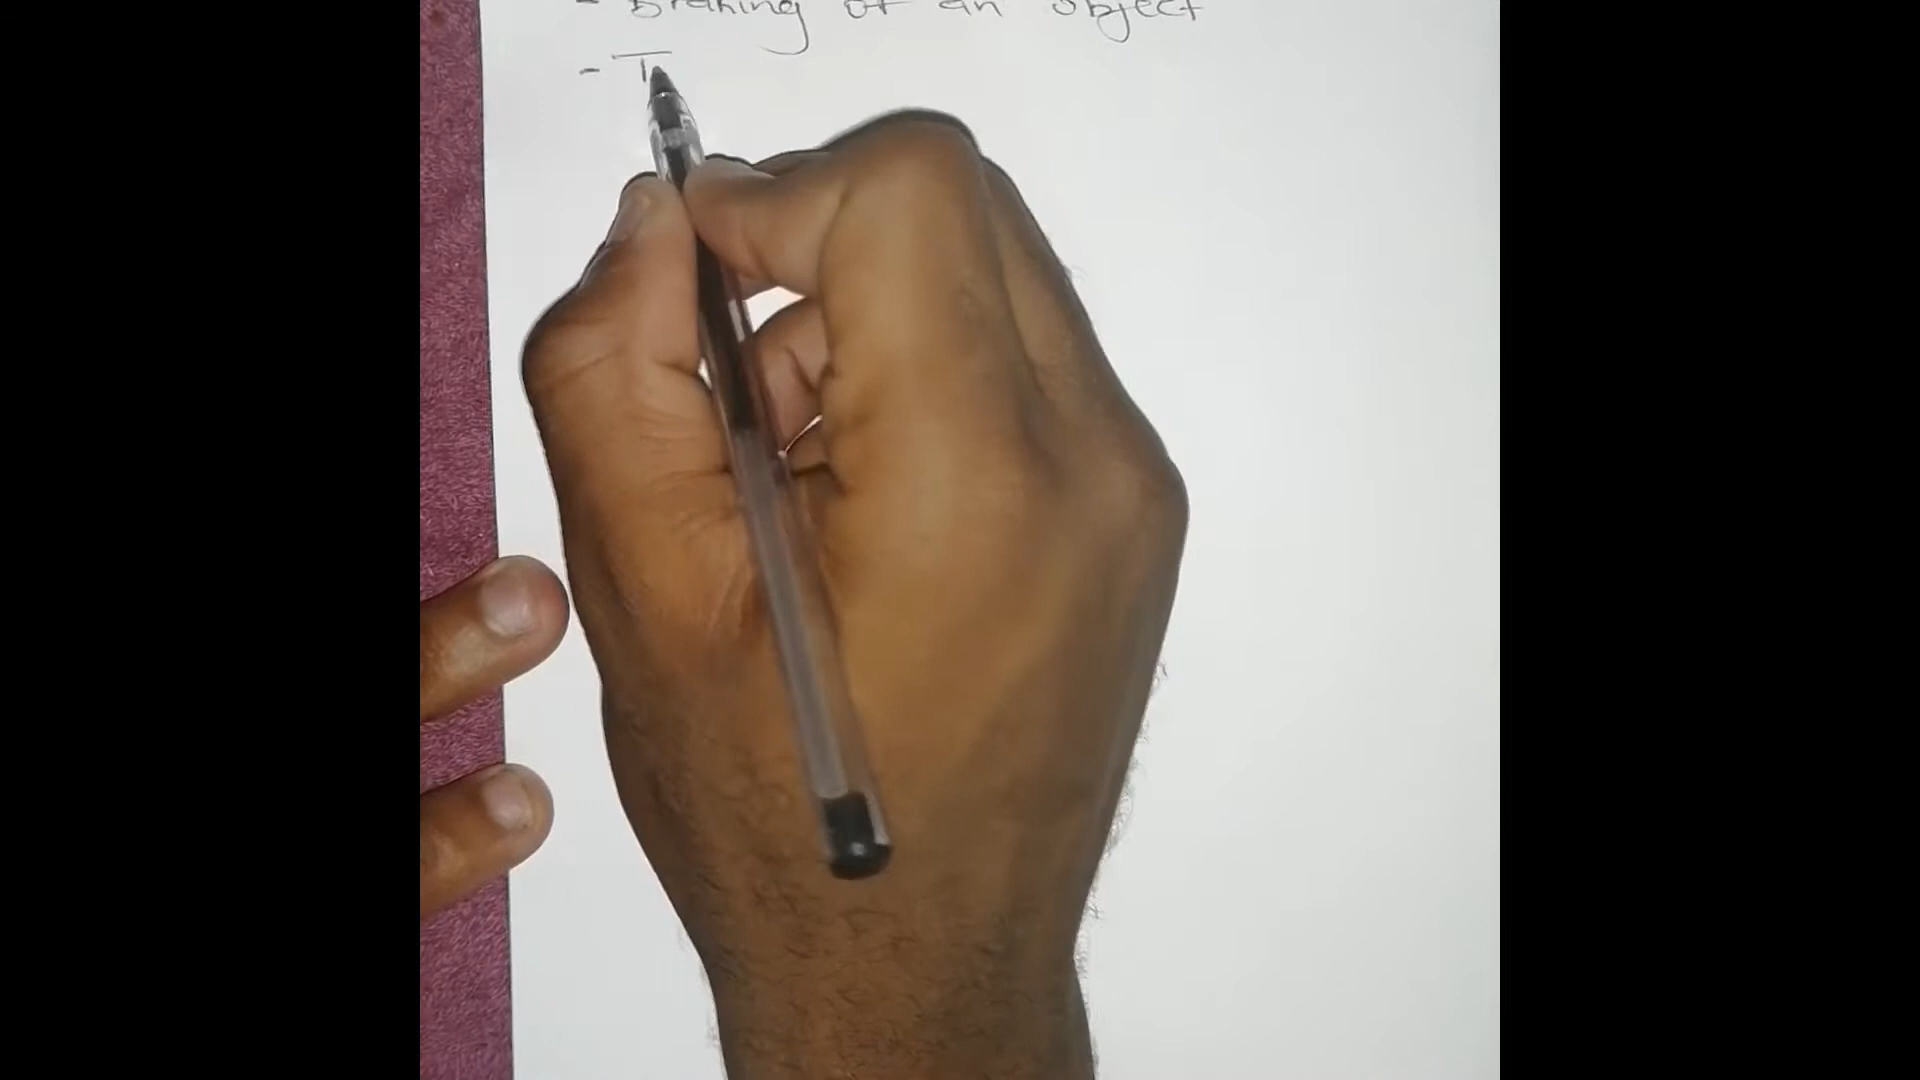 - Braking of an object
- T